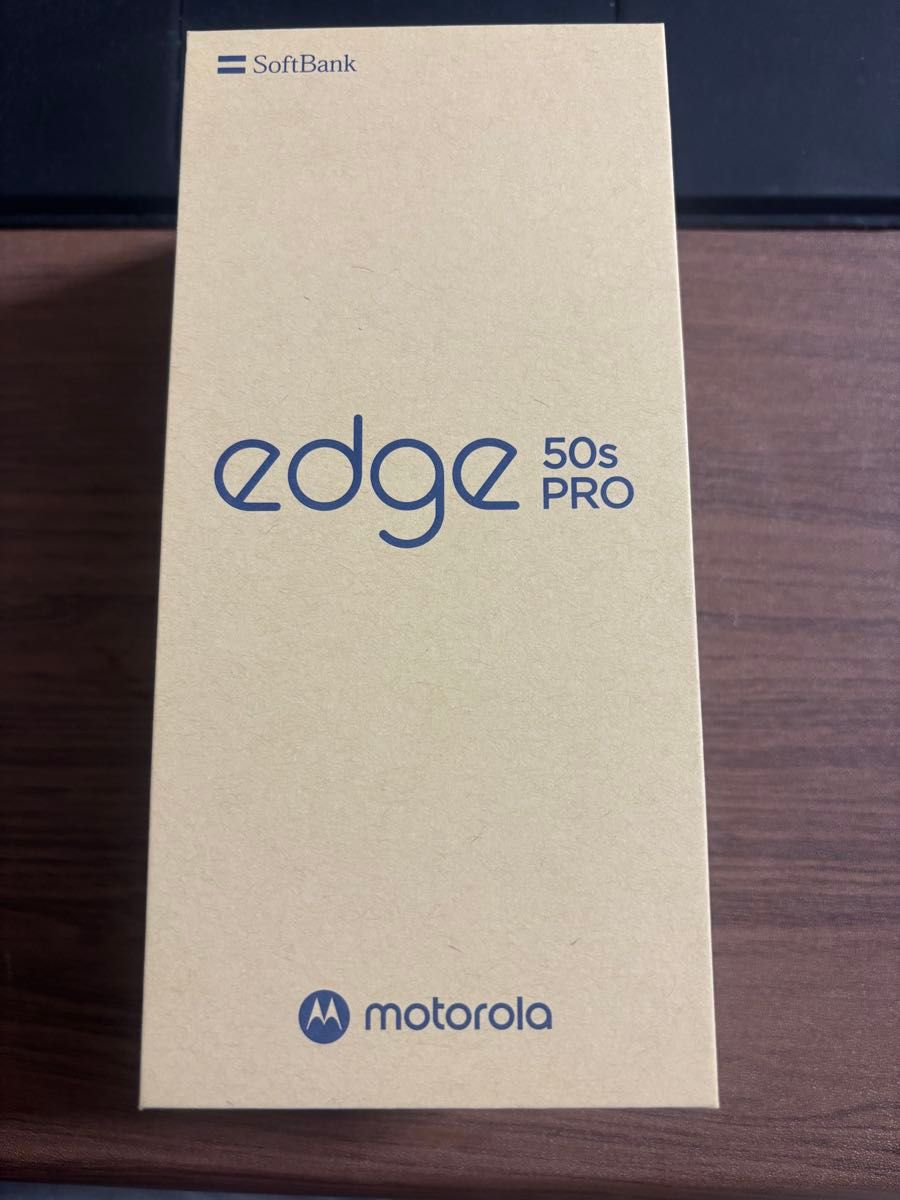 SoftBank
edge 50s
PRO
motorola